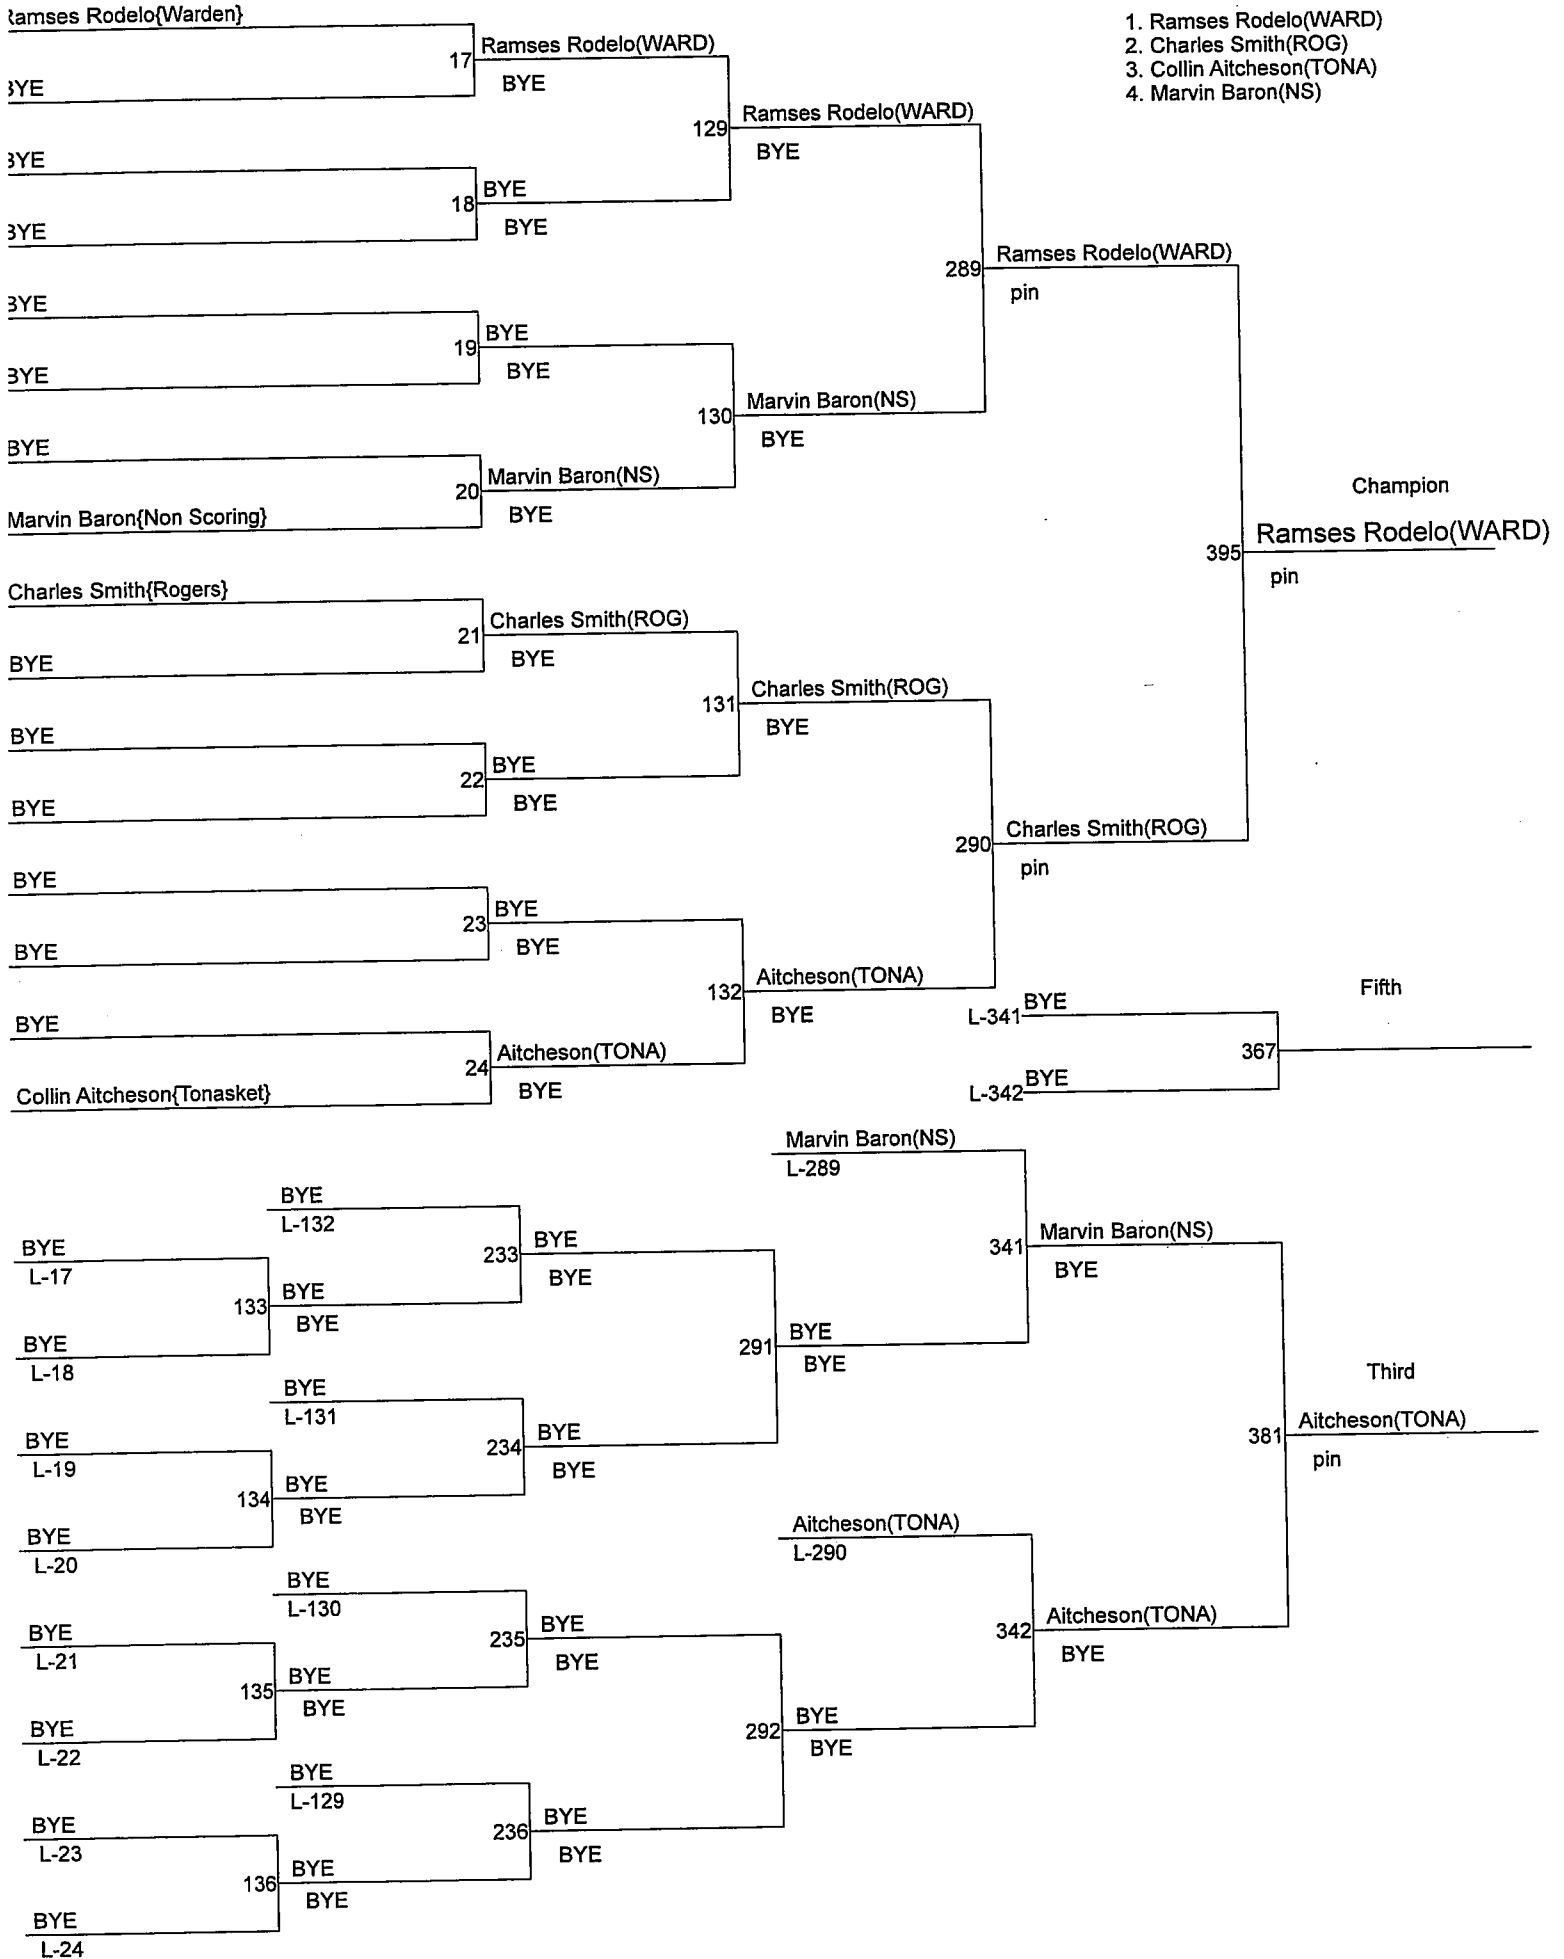 Ramses Rodelo{Warden}
17
Ramses Rodelo(WARD)
BYE
BYE
129
Ramses Rodelo(WARD)
BYE
BYE
18
BYE
BYE
BYE
289
Ramses Rodelo(WARD)
pin
BYE
19
BYE
BYE
BYE
130
Marvin Baron(NS)
BYE
BYE
20
Marvin Baron(NS)
BYE
Marvin Baron{Non Scoring}
1. Ramses Rodelo(WARD)
2. Charles Smith(ROG)
3. Collin Aitcheson(TONA)
4. Marvin Baron(NS)
Champion
395
Ramses Rodelo(WARD)
pin
Charles Smith{Rogers}
21
Charles Smith(ROG)
BYE
BYE
131
Charles Smith(ROG)
BYE
BYE
22
BYE
BYE
BYE
290
Charles Smith(ROG)
pin
BYE
23
BYE
BYE
BYE
132
Aitcheson(TONA)
BYE
BYE
24
Aitcheson(TONA)
BYE
Collin Aitcheson{Tonasket}
Fifth
L-341
BYE
367
L-342
BYE
Marvin Baron(NS)
L-289
BYE
L-132
BYE
L-17
133
BYE
BYE
BYE
L-18
233
BYE
BYE
341
Marvin Baron(NS)
BYE
291
BYE
BYE
BYE
L-131
BYE
L-19
134
BYE
BYE
BYE
L-20
234
BYE
BYE
Third
381
Aitcheson(TONA)
pin
Aitcheson(TONA)
L-290
BYE
L-130
BYE
L-21
135
BYE
BYE
BYE
L-22
235
BYE
BYE
342
Aitcheson(TONA)
BYE
292
BYE
BYE
BYE
L-129
BYE
L-23
136
BYE
BYE
BYE
L-24
236
BYE
BYE